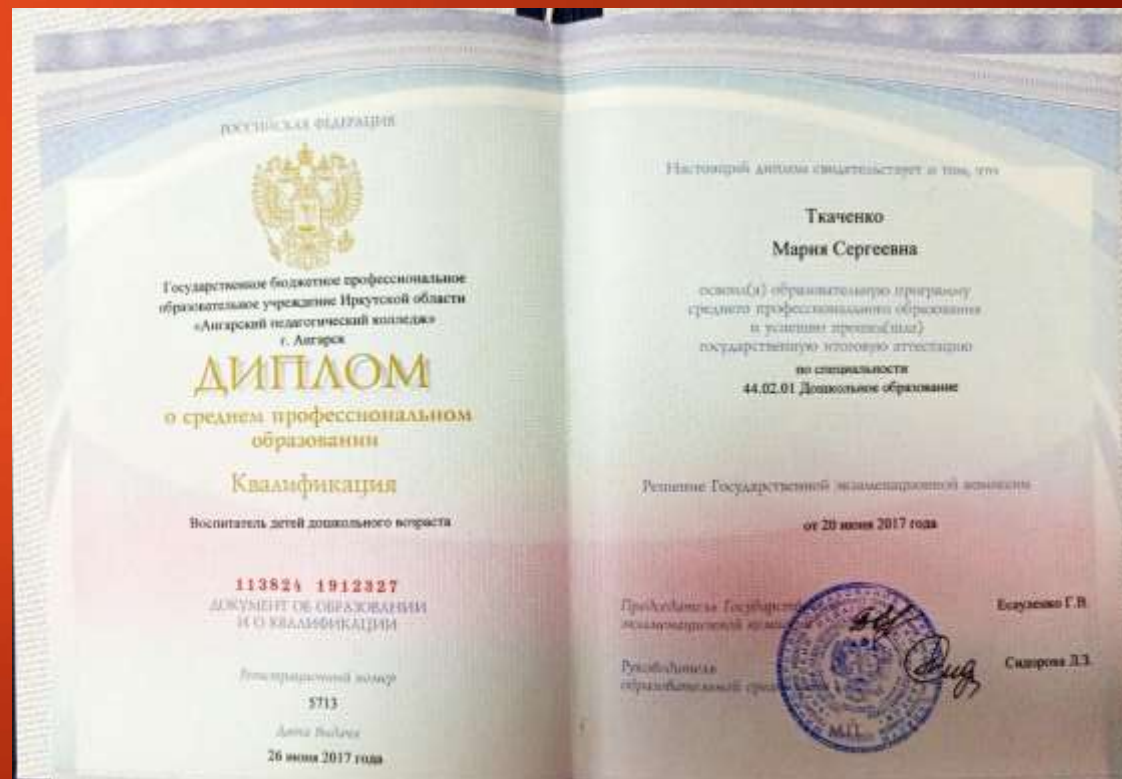 РОССИЙСКАЯ ФЕДЕРАЦИЯ
Государственное бюджетное профессиональное
образовательное учреждение Иркутской области
«Ангарский педагогический колледж»
г. Ангарск
ДИПЛОМ
о среднем профессиональном
образовании
Квалификация
Воспитатель детей дошкольного возраста
113824 1912327
ДОКУМЕНТ ОБ ОБРАЗОВАНИИ
И О КВАЛИФИКАЦИИ
Регистрационный номер
5713
Дата выдачи
26 июня 2017 года
Настоящий диплом свидетельствует о том, что
Ткаченко
Мария Сергеевна
освоил(а) образовательную программу
среднего профессионального образования
и успешно прошел(шла)
государственную итоговую аттестацию
по специальности
44.02.01 Дошкольное образование
Решение Государственной экзаменационной комиссии
от 20 июня 2017 года
Председатель Государст
экзаменационной
Есауленко Г.В.
Руководитель
образовательной
Сидорова Л.З.
М.П.